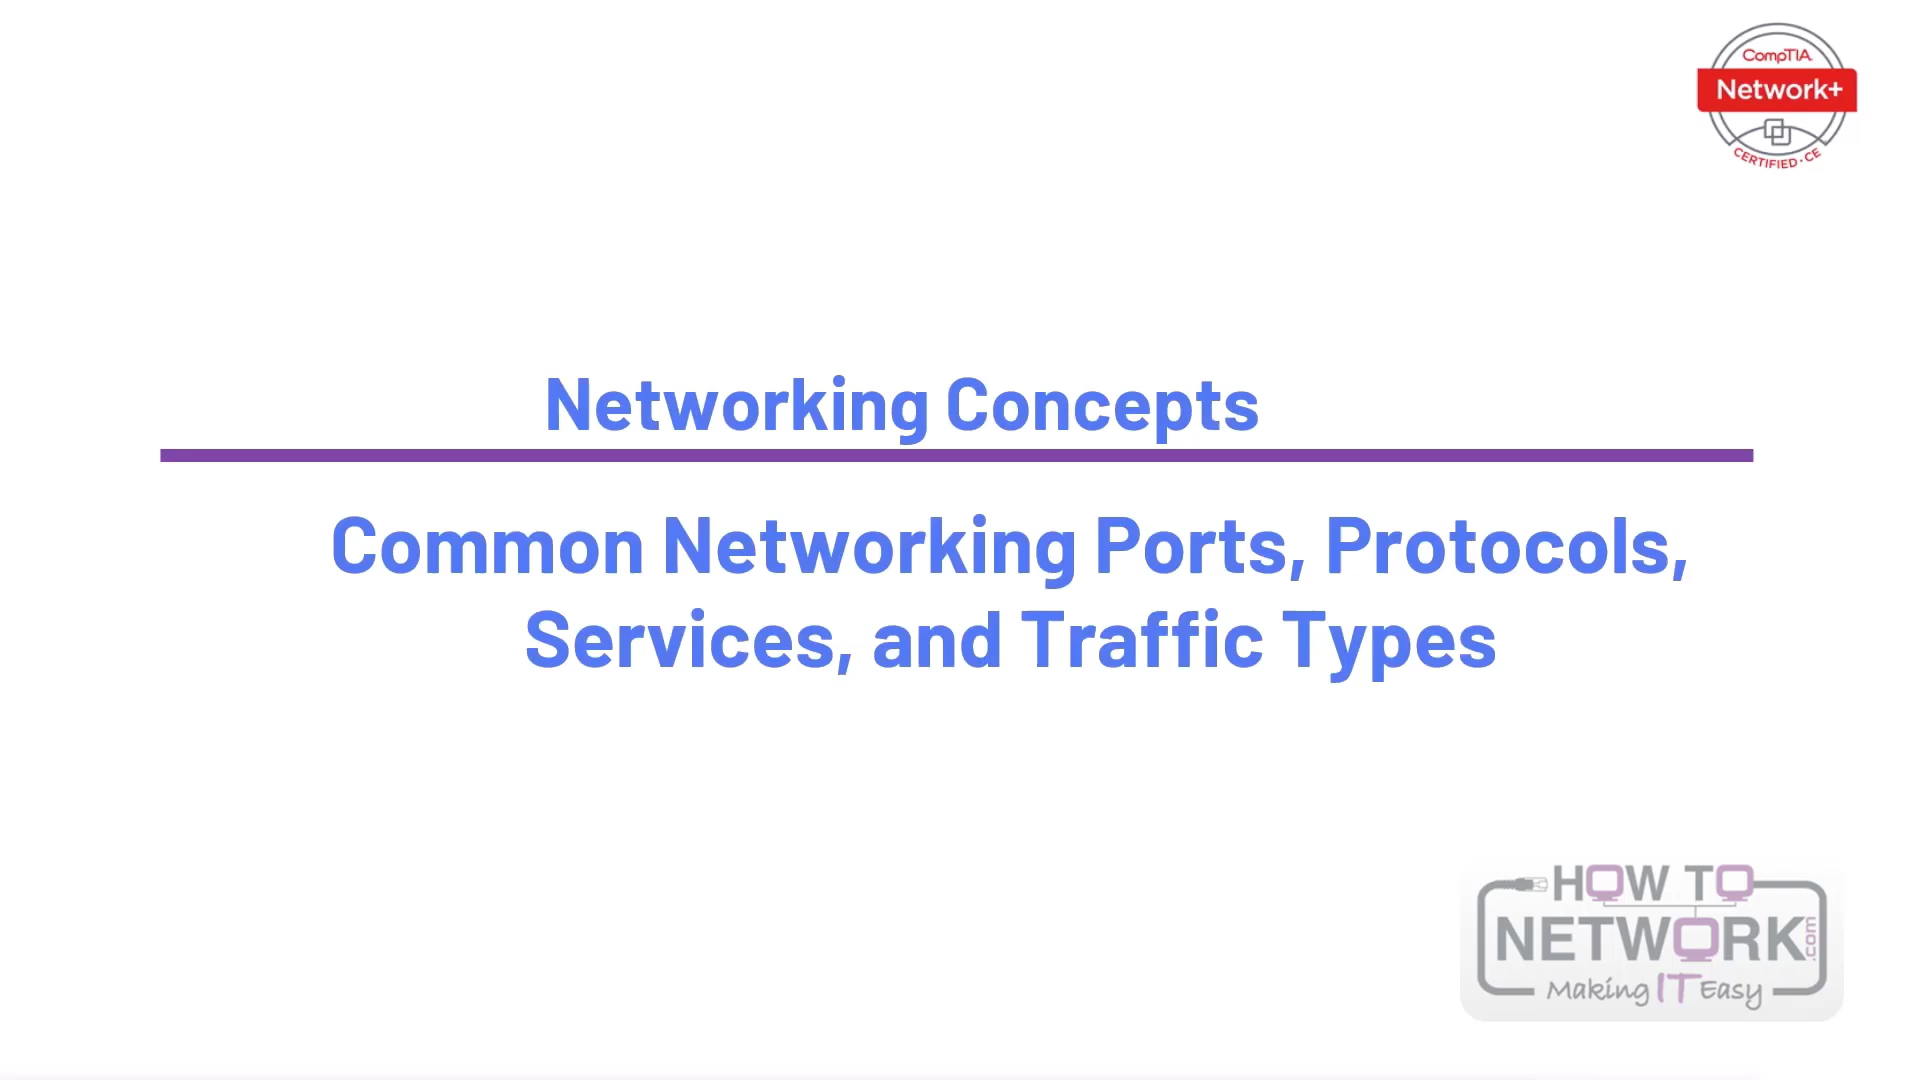 CompTIA
Network+
CERTIFIED • CE
Networking Concepts
Common Networking Ports, Protocols,
Services, and Traffic Types
HOW TO
NETWORK.com
Making IT Easy